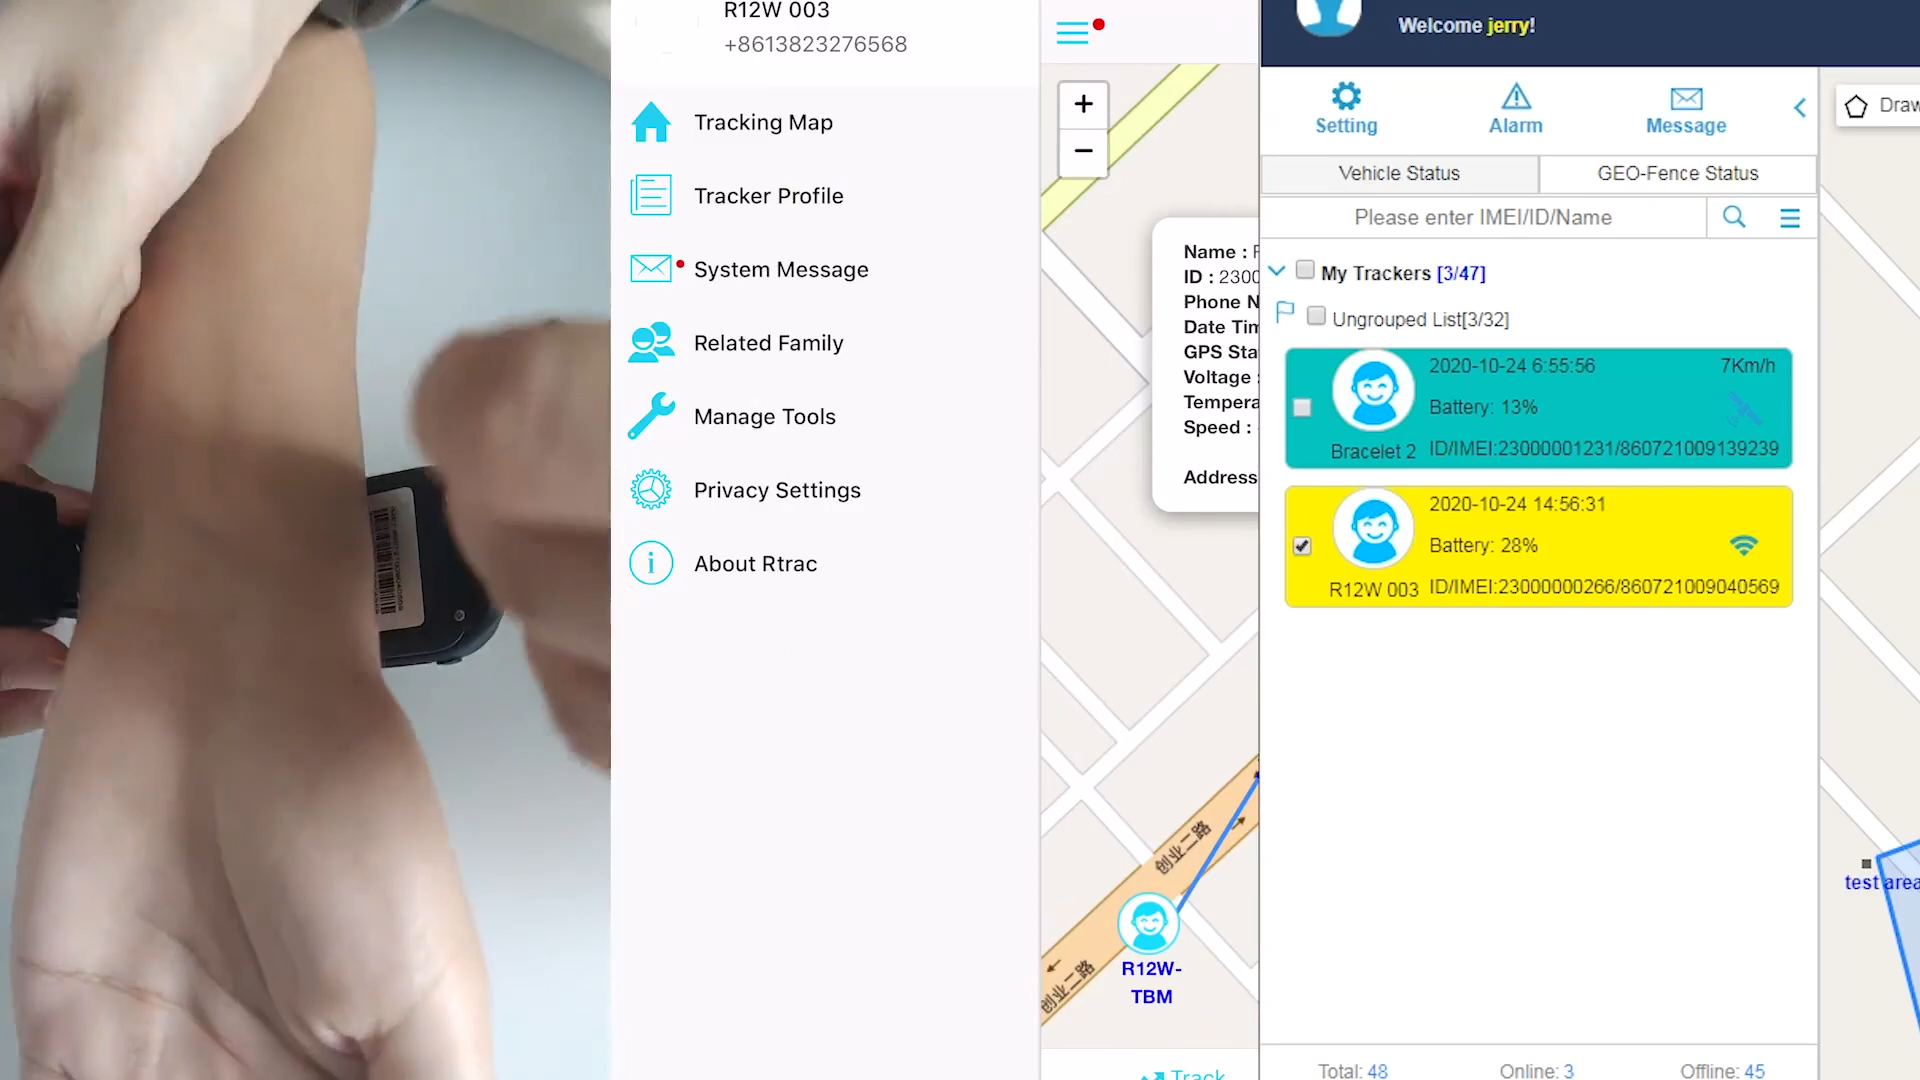 R12W 003
+8613823276568
Tracking Map
Tracker Profile
System Message
Related Family
Manage Tools
Privacy Settings
About Rtrac
+
−
Name :
ID : 2300
Phone N
Date Tim
GPS Sta
Voltage :
Tempera
Speed :
Address
创业二路
创业二路
R12W-
TBM
Track
Welcome jerry!
Setting
Alarm
Message
Vehicle Status
GEO-Fence Status
Please enter IMEI/ID/Name
My Trackers [3/47]
Ungrouped List[3/32]
2020-10-24 6:55:56 7Km/h
Battery: 13%
Bracelet 2 ID/IMEI:23000001231/860721009139239
2020-10-24 14:56:31
Battery: 28%
R12W 003 ID/IMEI:23000000266/860721009040569
Total: 48 Online: 3 Offline: 45
Draw
test area